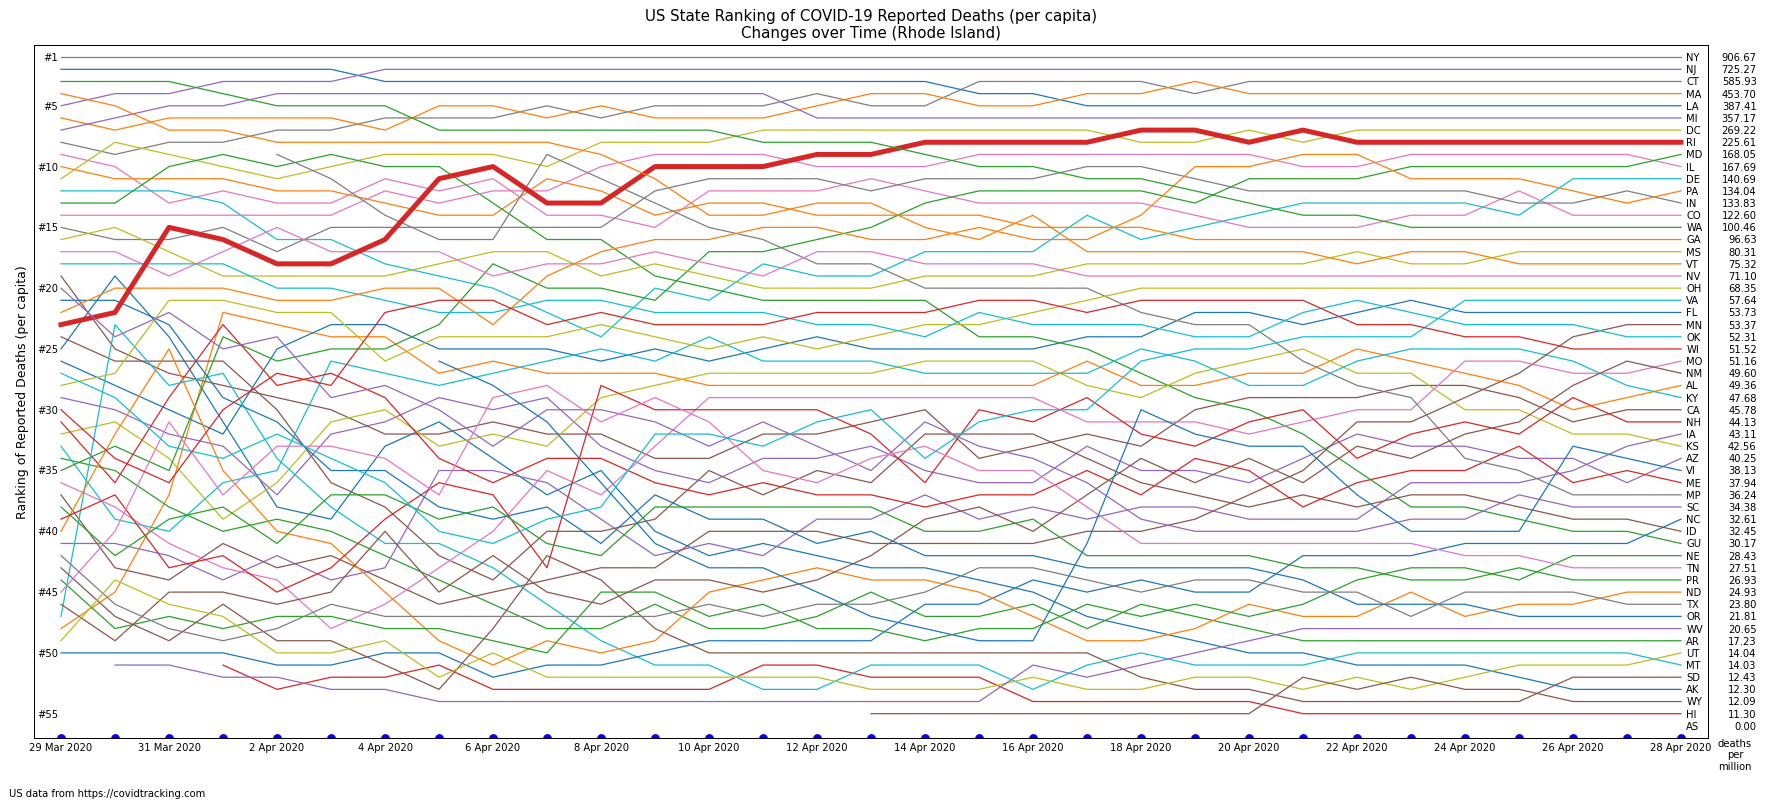 US State Ranking of COVID-19 Reported Deaths (per capita)
Changes over Time (Rhode Island)
Ranking of Reported Deaths (per capita)
#1
#5
#10
#15
#20
#25
#30
#35
#40
#45
#50
#55
NY 906.67
NJ 725.27
CT 585.93
MA 453.70
LA 387.41
MI 357.17
DC 269.22
RI 225.61
MD 168.05
IL 167.69
DE 140.69
PA 134.04
IN 133.83
CO 122.60
WA 100.46
GA 96.63
MS 80.31
VT 75.32
NV 71.10
OH 68.35
VA 57.64
FL 53.73
MN 53.37
OK 52.31
WI 51.52
MO 51.16
NM 49.60
AL 49.36
KY 47.68
CA 45.78
NH 44.13
IA 43.11
KS 42.56
AZ 40.25
VI 38.13
ME 37.94
MP 36.24
SC 34.38
NC 32.61
ID 32.45
GU 30.17
NE 28.43
TN 27.51
PR 26.93
ND 24.93
TX 23.80
OR 21.81
WV 20.65
AR 17.23
UT 14.04
MT 14.03
SD 12.43
AK 12.30
WY 12.09
HI 11.30
AS 0.00
29 Mar 2020 31 Mar 2020 2 Apr 2020 4 Apr 2020 6 Apr 2020 8 Apr 2020 10 Apr 2020 12 Apr 2020 14 Apr 2020 16 Apr 2020 18 Apr 2020 20 Apr 2020 22 Apr 2020 24 Apr 2020 26 Apr 2020 28 Apr 2020
deaths
per
million
US data from https://covidtracking.com